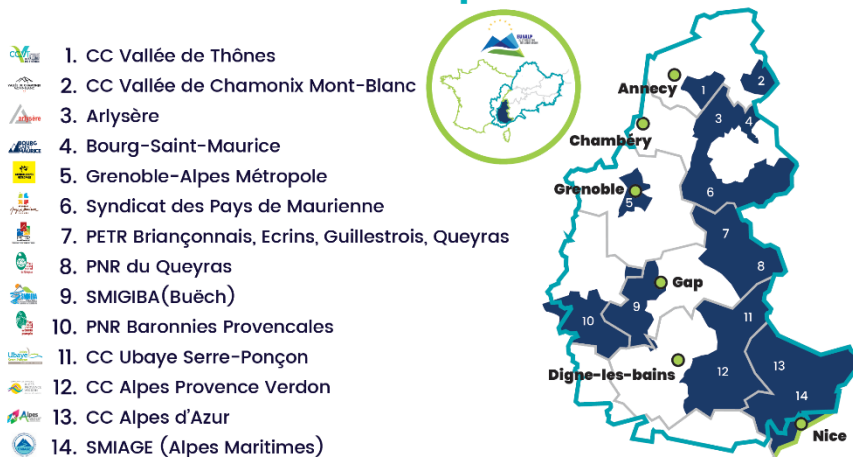 1. CC Vallée de Thônes
2. CC Vallée de Chamonix Mont-Blanc
3. Arlysère
4. Bourg-Saint-Maurice
5. Grenoble-Alpes Métropole
6. Syndicat des Pays de Maurienne
7. PETR Briançonnais, Ecrins, Guillestrois, Queyras
8. PNR du Queyras
9. SMIGIBA(Buëch)
10. PNR Baronnies Provencales
11. CC Ubaye Serre-Ponçon
12. CC Alpes Provence Verdon
13. CC Alpes d'Azur
14. SMIAGE (Alpes Maritimes)
EUSALP
Annecy
1
2
3
4
Chambéry
Grenoble
5
6
7
8
Gap
9
10
11
Digne-les-bains
12
13
14
Nice